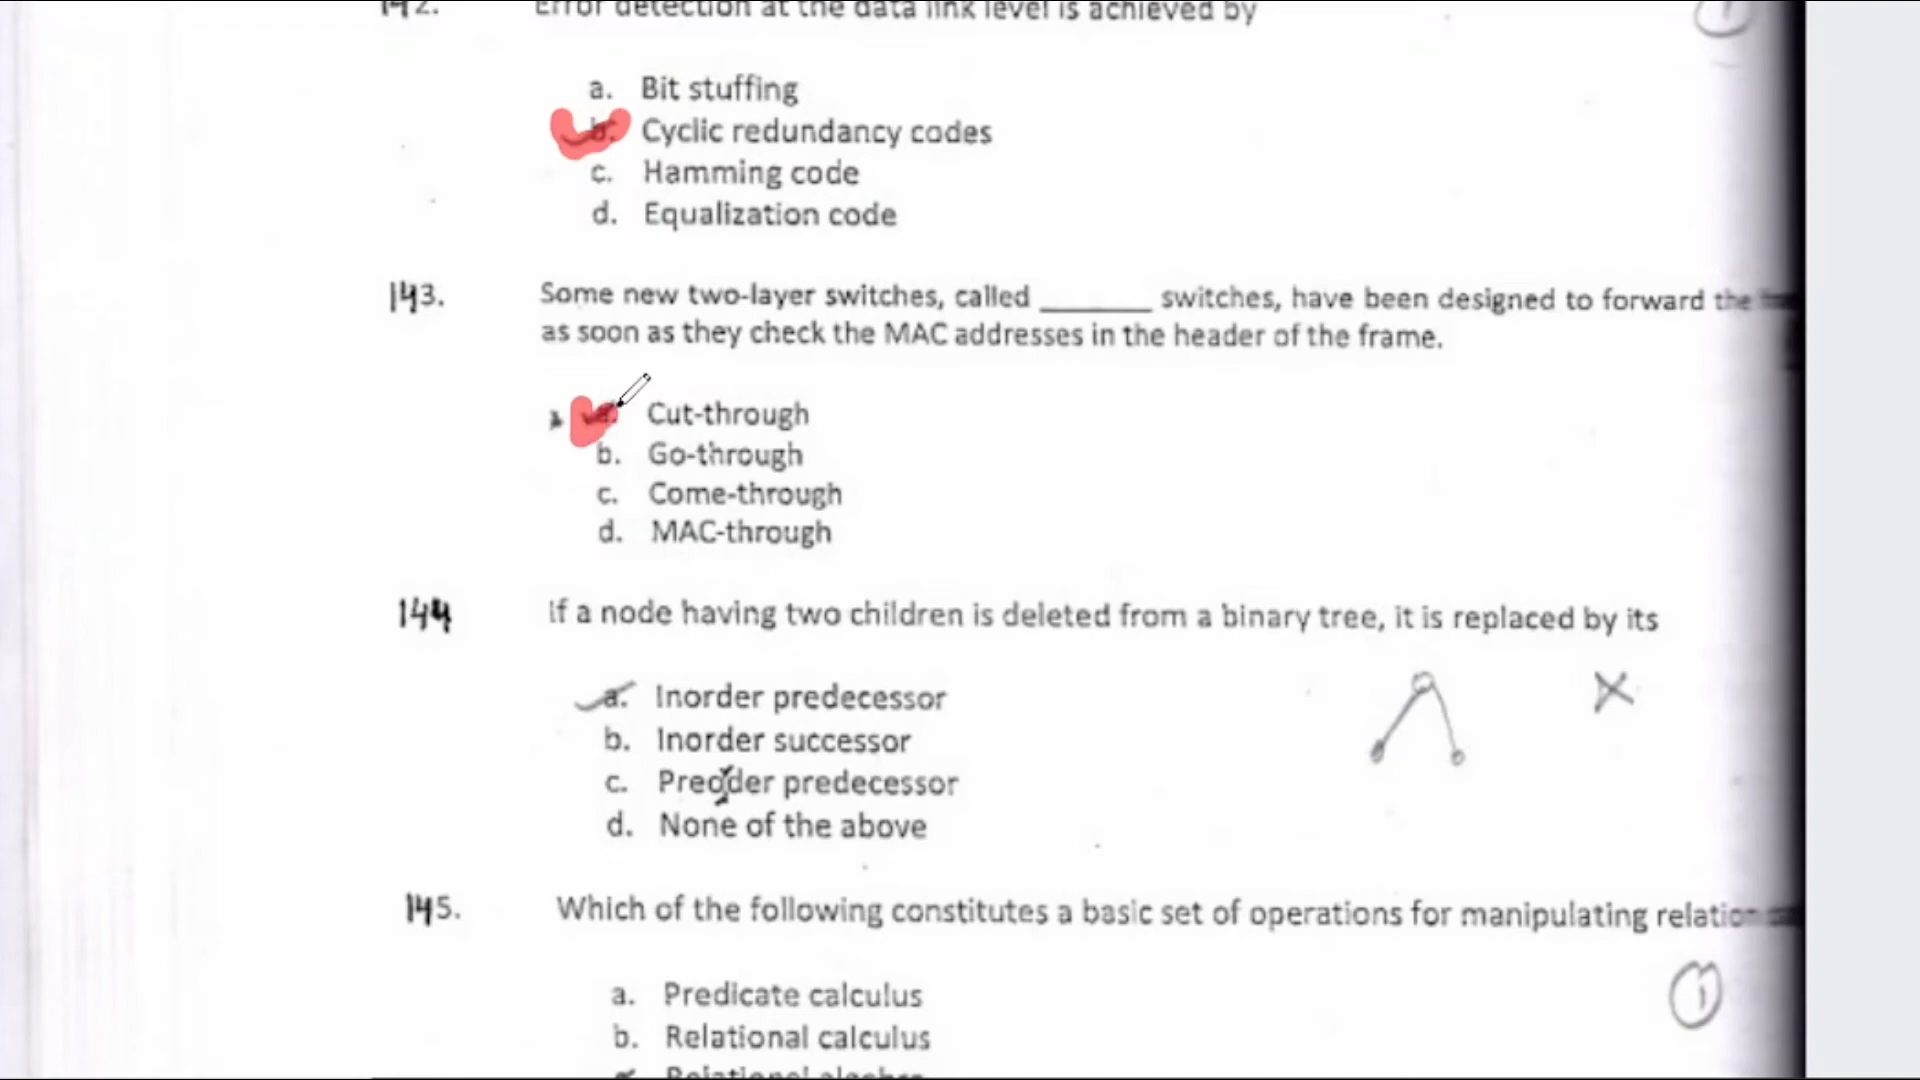 142. Error detection at the data link level is achieved by
a. Bit stuffing
b. Cyclic redundancy codes
c. Hamming code
d. Equalization code
143. Some new two-layer switches, called ______ switches, have been designed to forward the
as soon as they check the MAC addresses in the header of the frame.
a. Cut-through
b. Go-through
c. Come-through
d. MAC-through
144 If a node having two children is deleted from a binary tree, it is replaced by its
a. Inorder predecessor
b. Inorder successor
c. Preorder predecessor
d. None of the above
145. Which of the following constitutes a basic set of operations for manipulating
a. Predicate calculus
1
b. Relational calculus
Relational algebra